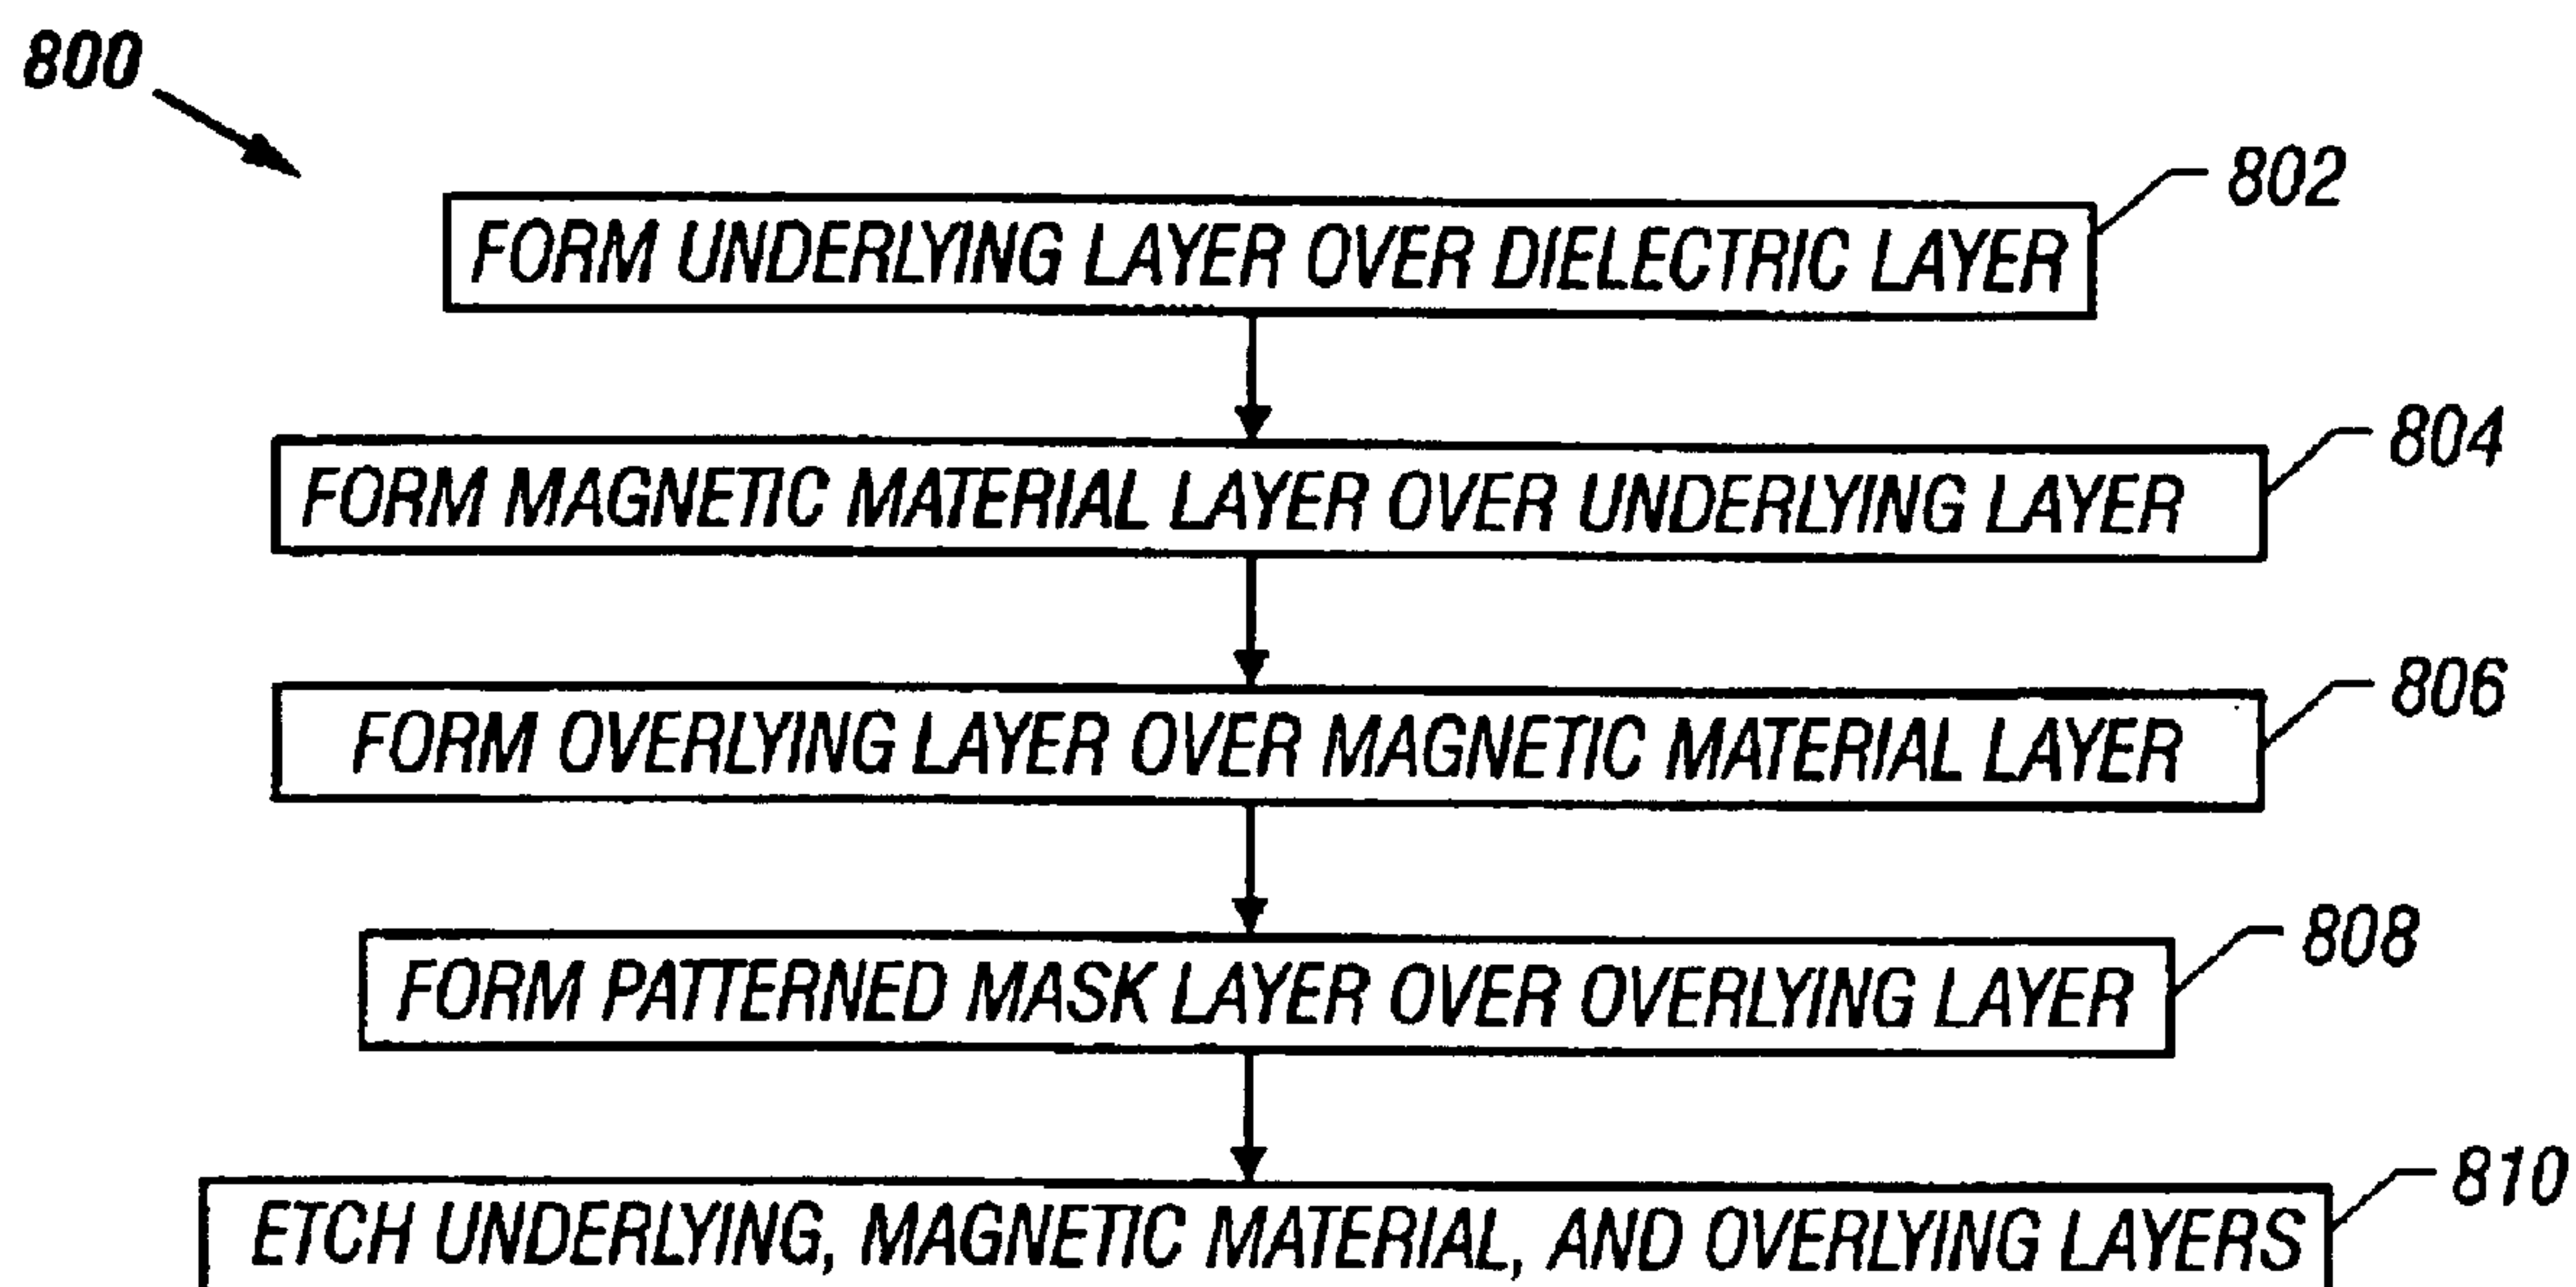 800
802
FORM UNDERLYING LAYER OVER DIELECTRIC LAYER
804
FORM MAGNETIC MATERIAL LAYER OVER UNDERLYING LAYER
806
FORM OVERLYING LAYER OVER MAGNETIC MATERIAL LAYER
808
FORM PATTERNED MASK LAYER OVER OVERLYING LAYER
810
ETCH UNDERLYING, MAGNETIC MATERIAL, AND OVERLYING LAYERS